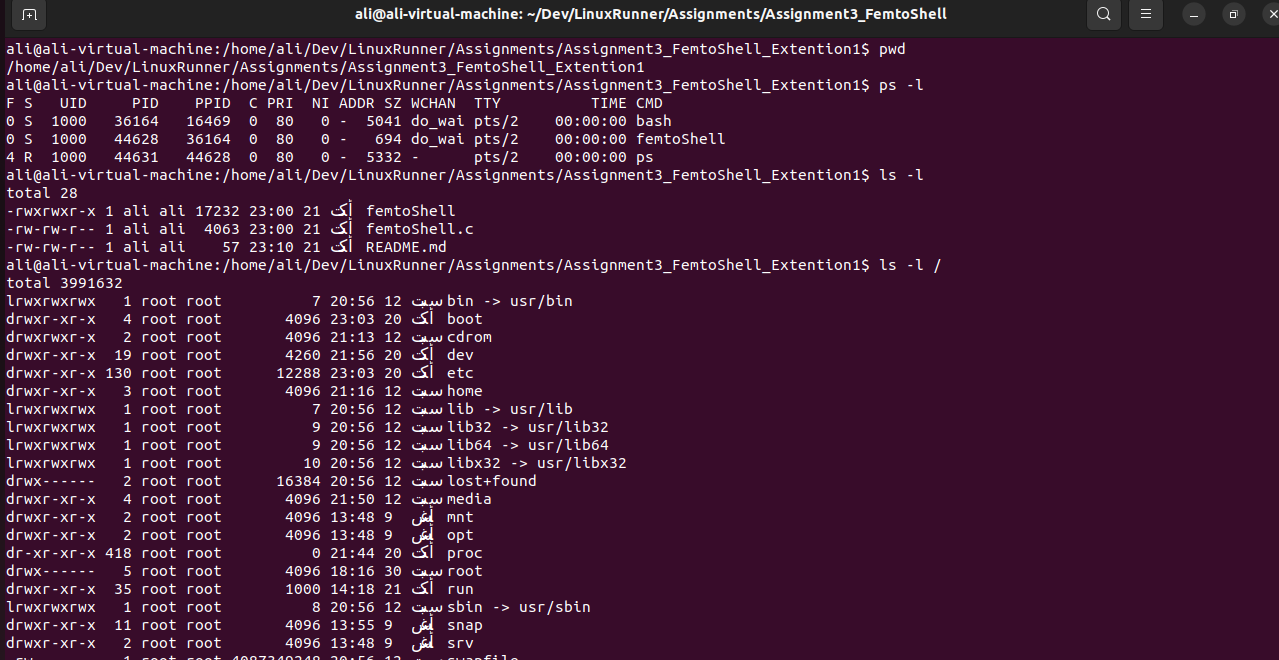 ali@ali-virtual-machine: ~/Dev/LinuxRunner/Assignments/Assignment3_FemtoShell
ali@ali-virtual-machine:/home/ali/Dev/LinuxRunner/Assignments/Assignment3_FemtoShell_Extention1$ pwd
/home/ali/Dev/LinuxRunner/Assignments/Assignment3_FemtoShell_Extention1
ali@ali-virtual-machine:/home/ali/Dev/LinuxRunner/Assignments/Assignment3_FemtoShell_Extention1$ ps -l
F S   UID     PID    PPID  C PRI  NI ADDR SZ WCHAN  TTY          TIME CMD
0 S  1000   36164   16469  0  80   0 -  5041 do_wai pts/2    00:00:00 bash
0 S  1000   44628   36164  0  80   0 -   694 do_wai pts/2    00:00:00 femtoShell
4 R  1000   44631   44628  0  80   0 -  5332 -      pts/2    00:00:00 ps
ali@ali-virtual-machine:/home/ali/Dev/LinuxRunner/Assignments/Assignment3_FemtoShell_Extention1$ ls -l
total 28
-rwxrwxr-x 1 ali ali 17232 23:00 21 أكت femtoShell
-rw-rw-r-- 1 ali ali  4063 23:00 21 أكت femtoShell.c
-rw-rw-r-- 1 ali ali    57 23:10 21 أكت README.md
ali@ali-virtual-machine:/home/ali/Dev/LinuxRunner/Assignments/Assignment3_FemtoShell_Extention1$ ls -l /
total 3991632
lrwxrwxrwx   1 root root          7 20:56 12 سبت bin -> usr/bin
drwxr-xr-x   4 root root       4096 23:03 20 أكت boot
drwxrwxr-x   2 root root       4096 21:13 12 سبت cdrom
drwxr-xr-x  19 root root       4260 21:56 20 أكت dev
drwxr-xr-x 130 root root      12288 23:03 20 أكت etc
drwxr-xr-x   3 root root       4096 21:16 12 سبت home
lrwxrwxrwx   1 root root          7 20:56 12 سبت lib -> usr/lib
lrwxrwxrwx   1 root root          9 20:56 12 سبت lib32 -> usr/lib32
lrwxrwxrwx   1 root root          9 20:56 12 سبت lib64 -> usr/lib64
lrwxrwxrwx   1 root root         10 20:56 12 سبت libx32 -> usr/libx32
drwx------   2 root root      16384 20:56 12 سبت lost+found
drwxr-xr-x   4 root root       4096 21:50 12 سبت media
drwxr-xr-x   2 root root       4096 13:48 9  أغس mnt
drwxr-xr-x   2 root root       4096 13:48 9  أغس opt
dr-xr-xr-x 418 root root          0 21:44 20 أكت proc
drwx------   5 root root       4096 18:16 30 سبت root
drwxr-xr-x  35 root root       1000 14:18 21 أكت run
lrwxrwxrwx   1 root root          8 20:56 12 سبت sbin -> usr/sbin
drwxr-xr-x  11 root root       4096 13:55 9  أغس snap
drwxr-xr-x   2 root root       4096 13:48 9  أغس srv
1 root root 4087349248 20:56 12 سبت swapfile